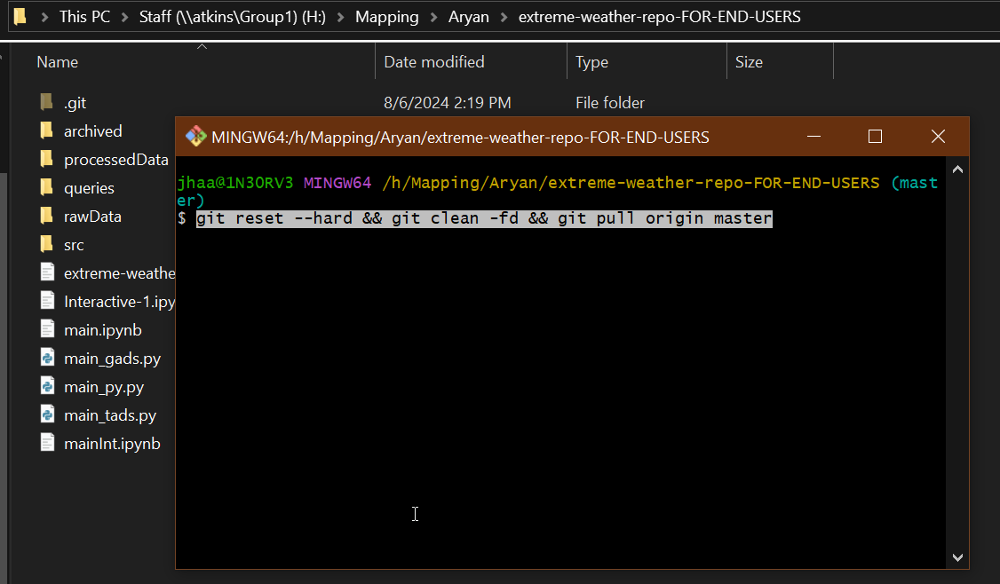 This PC > Staff (\\atkins\Group1) (H:) > Mapping > Aryan > extreme-weather-repo-FOR-END-USERS
Name Date modified Type Size
.git 8/6/2024 2:19 PM File folder
archived
processedData
queries
rawData
src
extreme-weathe
Interactive-1.ipy
main.ipynb
main_gads.py
main_py.py
main_tads.py
mainInt.ipynb
MINGW64:/h/Mapping/Aryan/extreme-weather-repo-FOR-END-USERS
jhaa@1N3ORV3 MINGW64 /h/Mapping/Aryan/extreme-weather-repo-FOR-END-USERS (mast
er)
$ git reset --hard && git clean -fd && git pull origin master